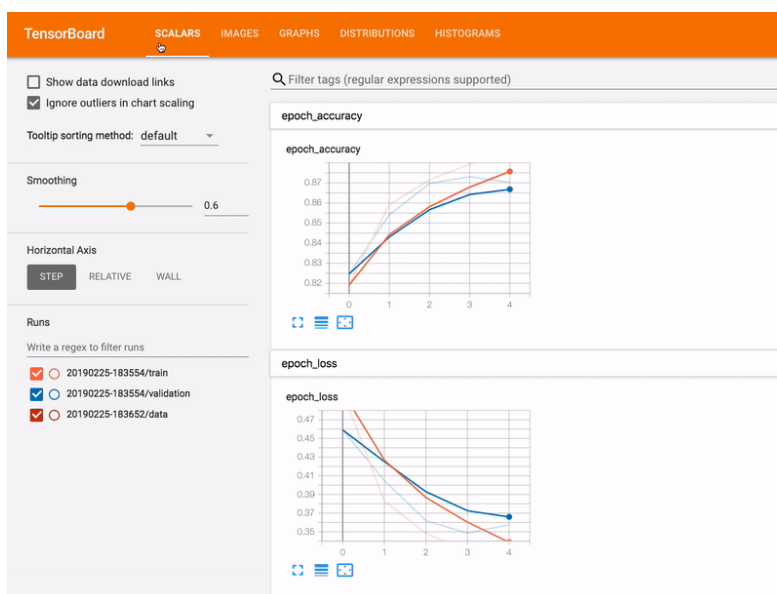 TensorBoard SCALARS IMAGES GRAPHS DISTRIBUTIONS HISTOGRAMS
Show data download links
Ignore outliers in chart scaling
Tooltip sorting method: default
Smoothing
0.6
Horizontal Axis
STEP RELATIVE WALL
Runs
Write a regex to filter runs
20190225-183554/train
20190225-183554/validation
20190225-183652/data
Filter tags (regular expressions supported)
epoch_accuracy
epoch_accuracy
0.87
0.86
0.85
0.84
0.83
0.82
0 1 2 3 4
epoch_loss
epoch_loss
0.47
0.45
0.43
0.41
0.39
0.37
0.35
0 1 2 3 4